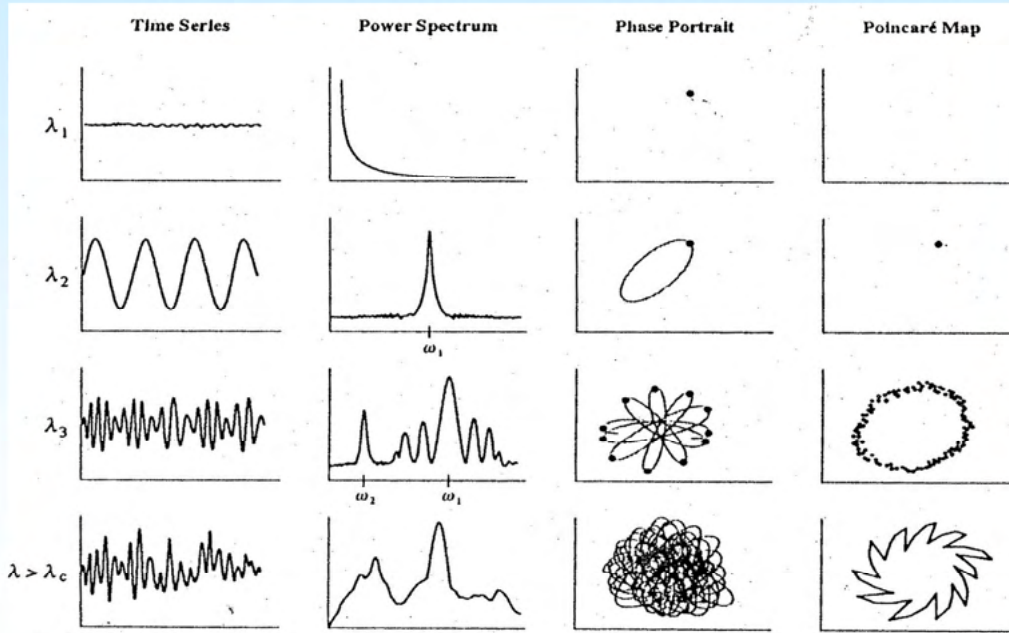 Time Series Power Spectrum Phase Portrait Poincaré Map
λ₁
λ₂
ω₁
λ₃
ω₂ ω₁
λ > λc